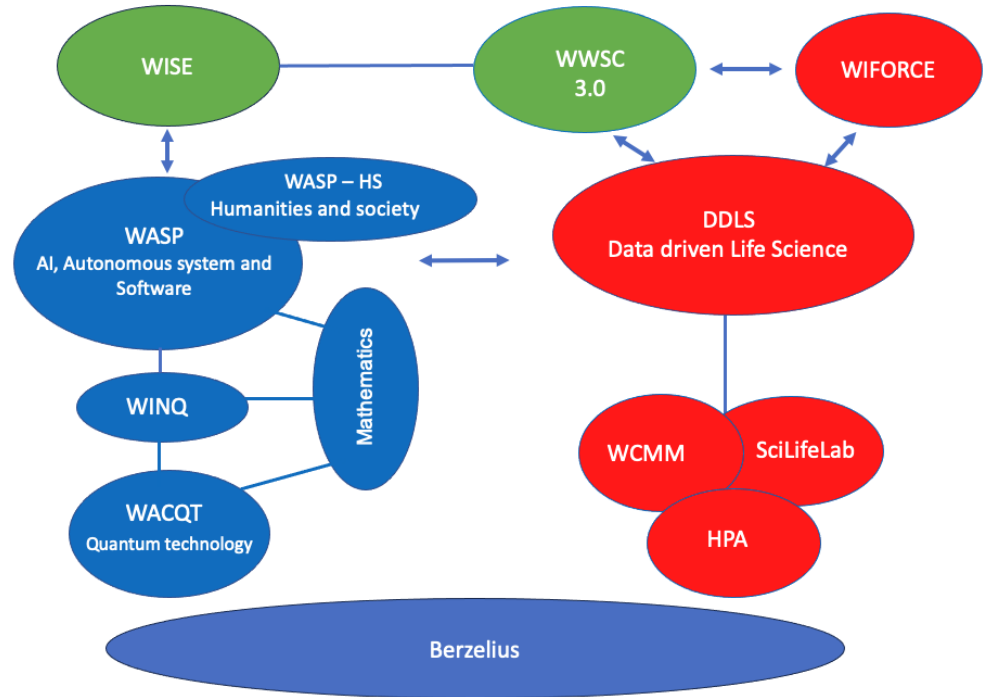 WISE
WWSC
3.0
WIFORCE
WASP – HS
Humanities and society
WASP
AI, Autonomous system and
Software
DDLS
Data driven Life Science
Mathematics
WINQ
WCMM
SciLifeLab
WACQT
Quantum technology
HPA
Berzelius